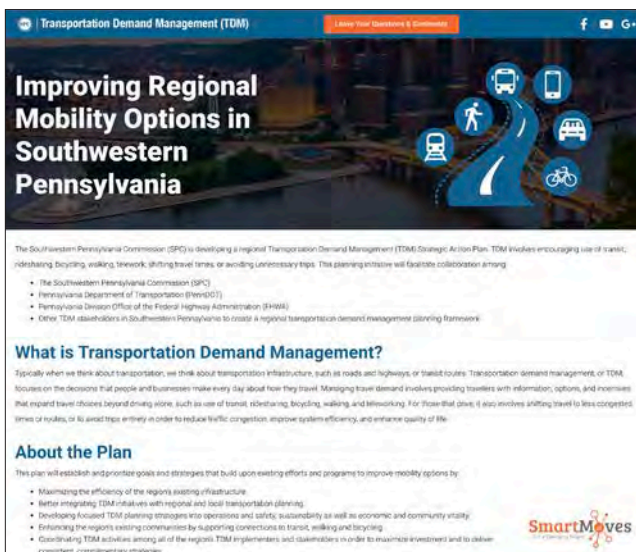 Transportation Demand Management (TDM)
Leave Your Questions & Comments
Improving Regional
Mobility Options in
Southwestern
Pennsylvania
The Southwestern Pennsylvania Commission (SPC) is developing a regional Transportation Demand Management (TDM) Strategic Action Plan. TDM involves encouraging use of transit,
ridesharing, bicycling, walking, telework, shifting travel times, or avoiding unnecessary trips. This planning initiative will facilitate collaboration among:
• The Southwestern Pennsylvania Commission (SPC)
• Pennsylvania Department of Transportation (PennDOT)
• Pennsylvania Division Office of the Federal Highway Administration (FHWA)
• Other TDM stakeholders in Southwestern Pennsylvania to create a regional transportation demand management planning framework
What is Transportation Demand Management?
Typically when we think about transportation, we think about transportation infrastructure, such as roads and highways, or transit routes. Transportation demand management, or TDM,
focuses on the decisions that people and businesses make every day about how they travel. Managing travel demand involves providing travelers with information, options, and incentives
that expand travel choices beyond driving alone, such as use of transit, ridesharing, bicycling, walking, and teleworking. For those that drive, it also involves shifting travel to less congested
times or routes, or to avoid trips entirely in order to reduce traffic congestion, improve system efficiency, and enhance quality of life.
About the Plan
This plan will establish and prioritize goals and strategies that build upon existing efforts and programs to improve mobility options by:
• Maximizing the efficiency of the region's existing infrastructure
• Better integrating TDM initiatives with regional and local transportation planning
• Developing focused TDM planning strategies into operations and safety, sustainability as well as economic and community vitality
• Enhancing the region's existing communities by supporting connections to transit, walking and bicycling
• Coordinating TDM activities among all of the region's TDM implementers and stakeholders in order to maximize investment and to deliver
consistent, complimentary strategies
SmartMoves